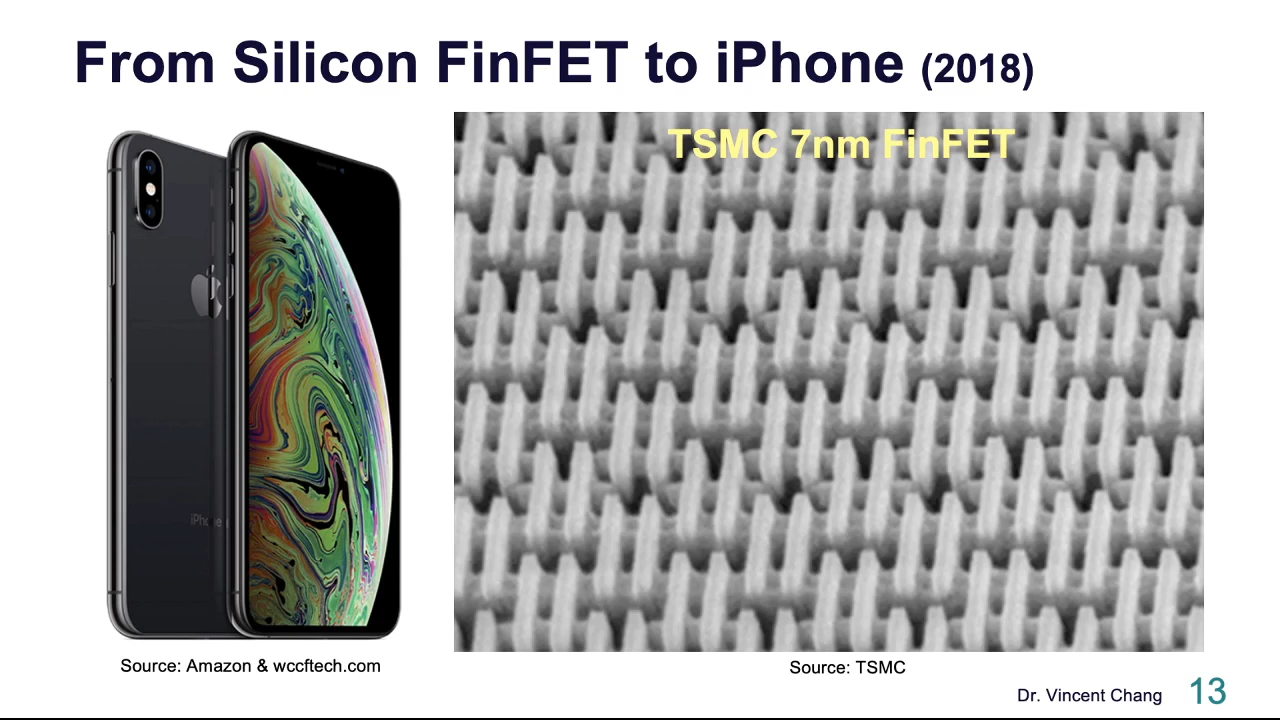 From Silicon FinFET to iPhone (2018)
TSMC 7nm FinFET
iPhone
Source: Amazon & wccftech.com
Source: TSMC
Dr. Vincent Chang
13